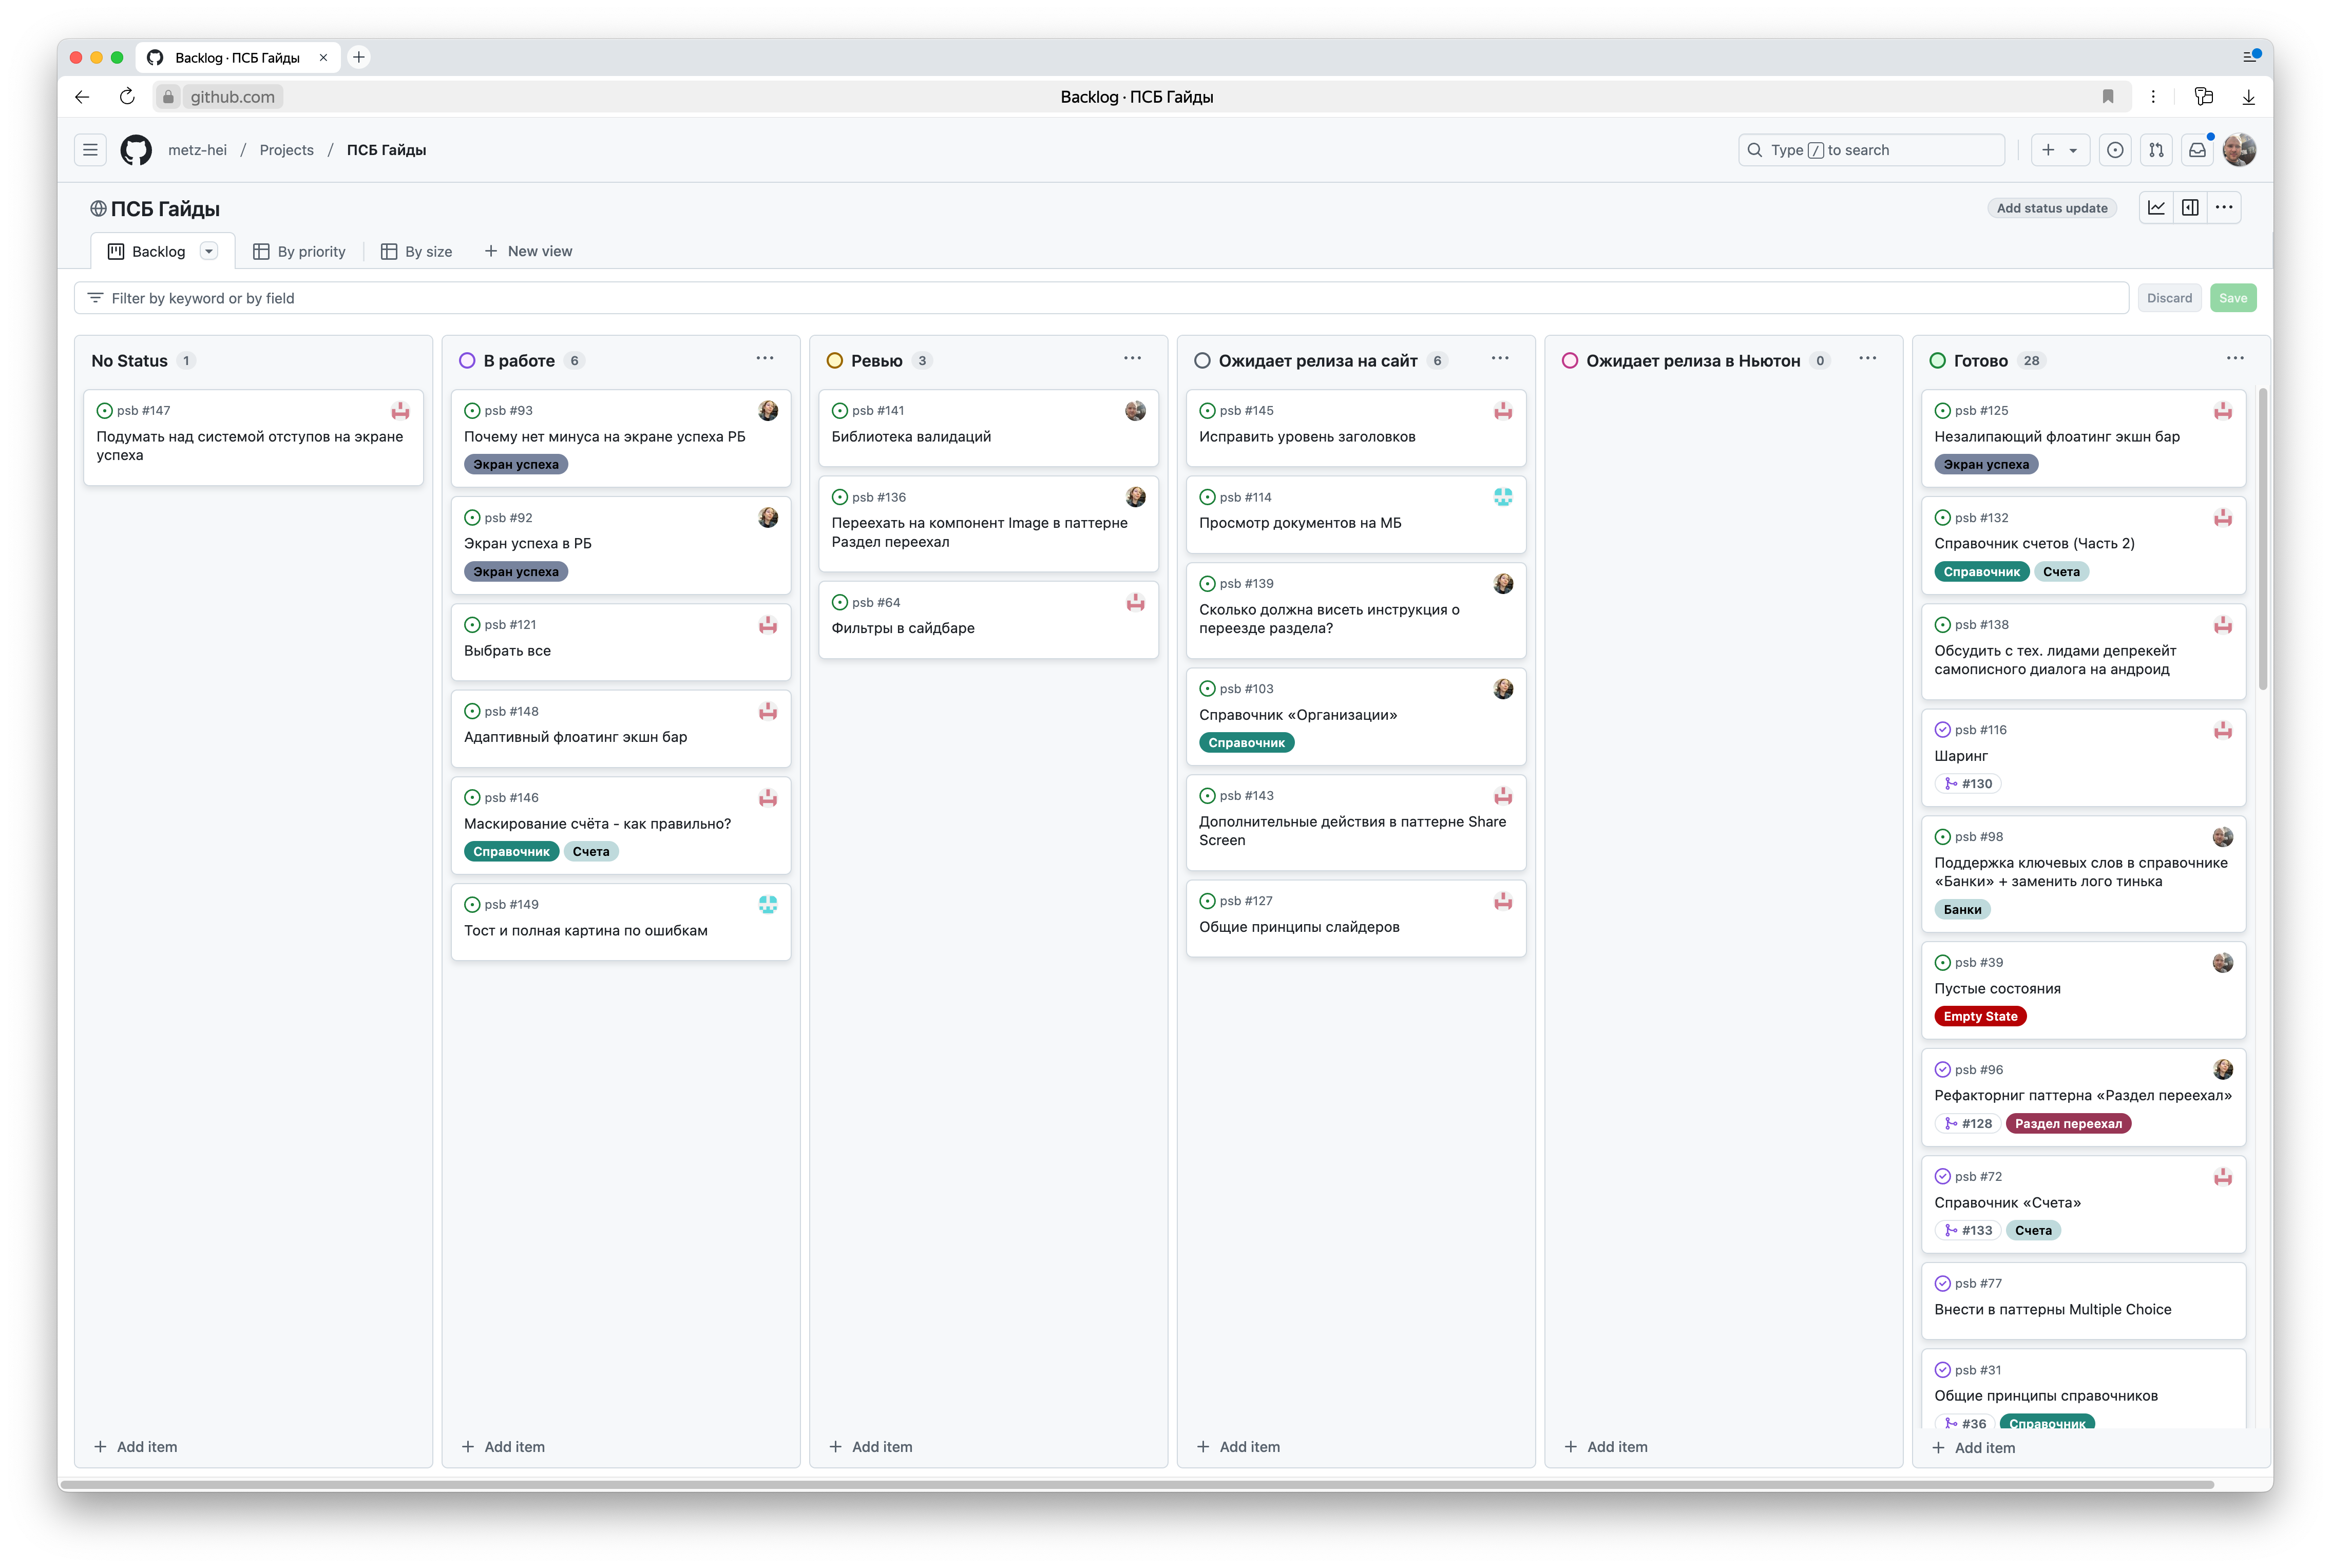 Backlog · ПСБ Гайды
github.com
Backlog · ПСБ Гайды
metz-hei / Projects / ПСБ Гайды
Type / to search
ПСБ Гайды
Add status update
Backlog
By priority
By size
New view
Filter by keyword or by field
Discard
Save
No Status 1
psb #147
Подумать над системой отступов на экране
успеха
Add item
В работе 6
psb #93
Почему нет минуса на экране успеха РБ
Экран успеха
psb #92
Экран успеха в РБ
Экран успеха
psb #121
Выбрать все
psb #148
Адаптивный флоатинг экшн бар
psb #146
Маскирование счёта - как правильно?
Справочник Счета
psb #149
Тост и полная картина по ошибкам
Add item
Ревью 3
psb #141
Библиотека валидаций
psb #136
Переехать на компонент Image в паттерне
Раздел переехал
psb #64
Фильтры в сайдбаре
Add item
Ожидает релиза на сайт 6
psb #145
Исправить уровень заголовков
psb #114
Просмотр документов на МБ
psb #139
Сколько должна висеть инструкция о
переезде раздела?
psb #103
Справочник «Организации»
Справочник
psb #143
Дополнительные действия в паттерне Share
Screen
psb #127
Общие принципы слайдеров
Add item
Ожидает релиза в Ньютон 0
Add item
Готово 28
psb #125
Незалипающий флоатинг экшн бар
Экран успеха
psb #132
Справочник счетов (Часть 2)
Справочник Счета
psb #138
Обсудить с тех. лидами депрекейт
самописного диалога на андроид
psb #116
Шаринг
#130
psb #98
Поддержка ключевых слов в справочнике
«Банки» + заменить лого тинька
Банки
psb #39
Пустые состояния
Empty State
psb #96
Рефакторниг паттерна «Раздел переехал»
#128 Раздел переехал
psb #72
Справочник «Счета»
#133 Счета
psb #77
Внести в паттерны Multiple Choice
psb #31
Общие принципы справочников
#36 Справочник
Add item